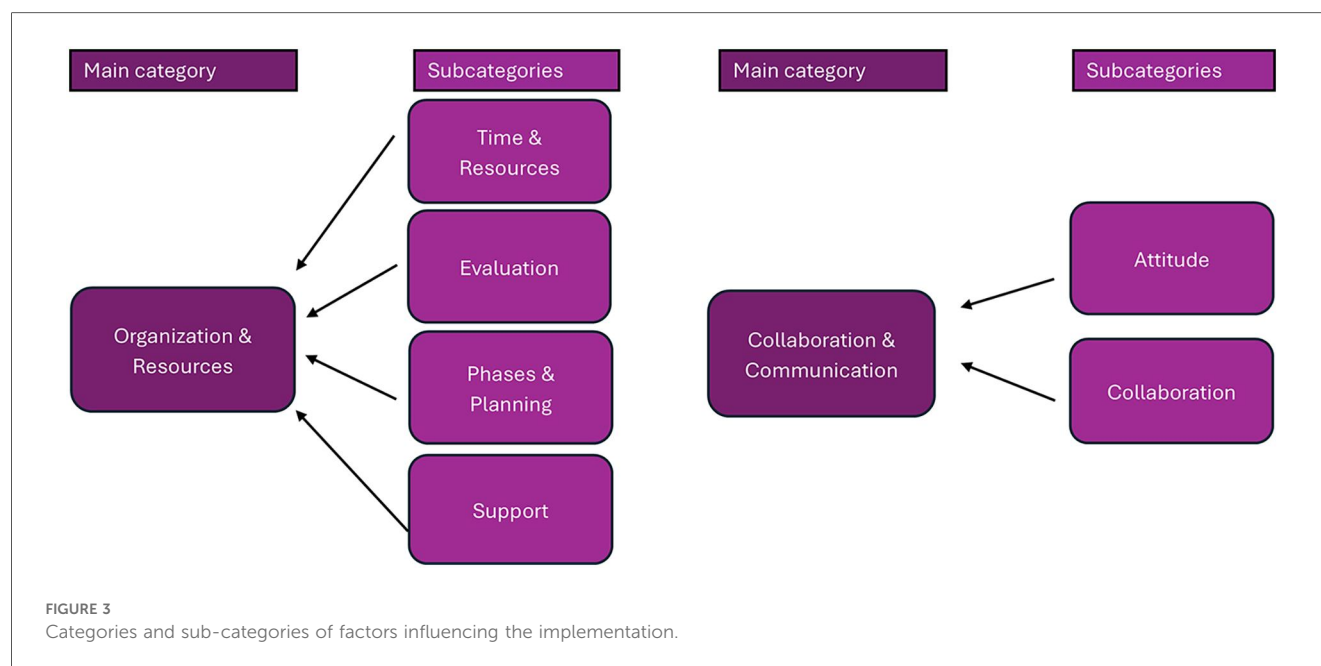 Main category
Subcategories
Time &
Resources
Evaluation
Organization &
Resources
Phases &
Planning
Support
Main category
Subcategories
Attitude
Collaboration &
Communication
Collaboration
FIGURE 3
Categories and sub-categories of factors influencing the implementation.